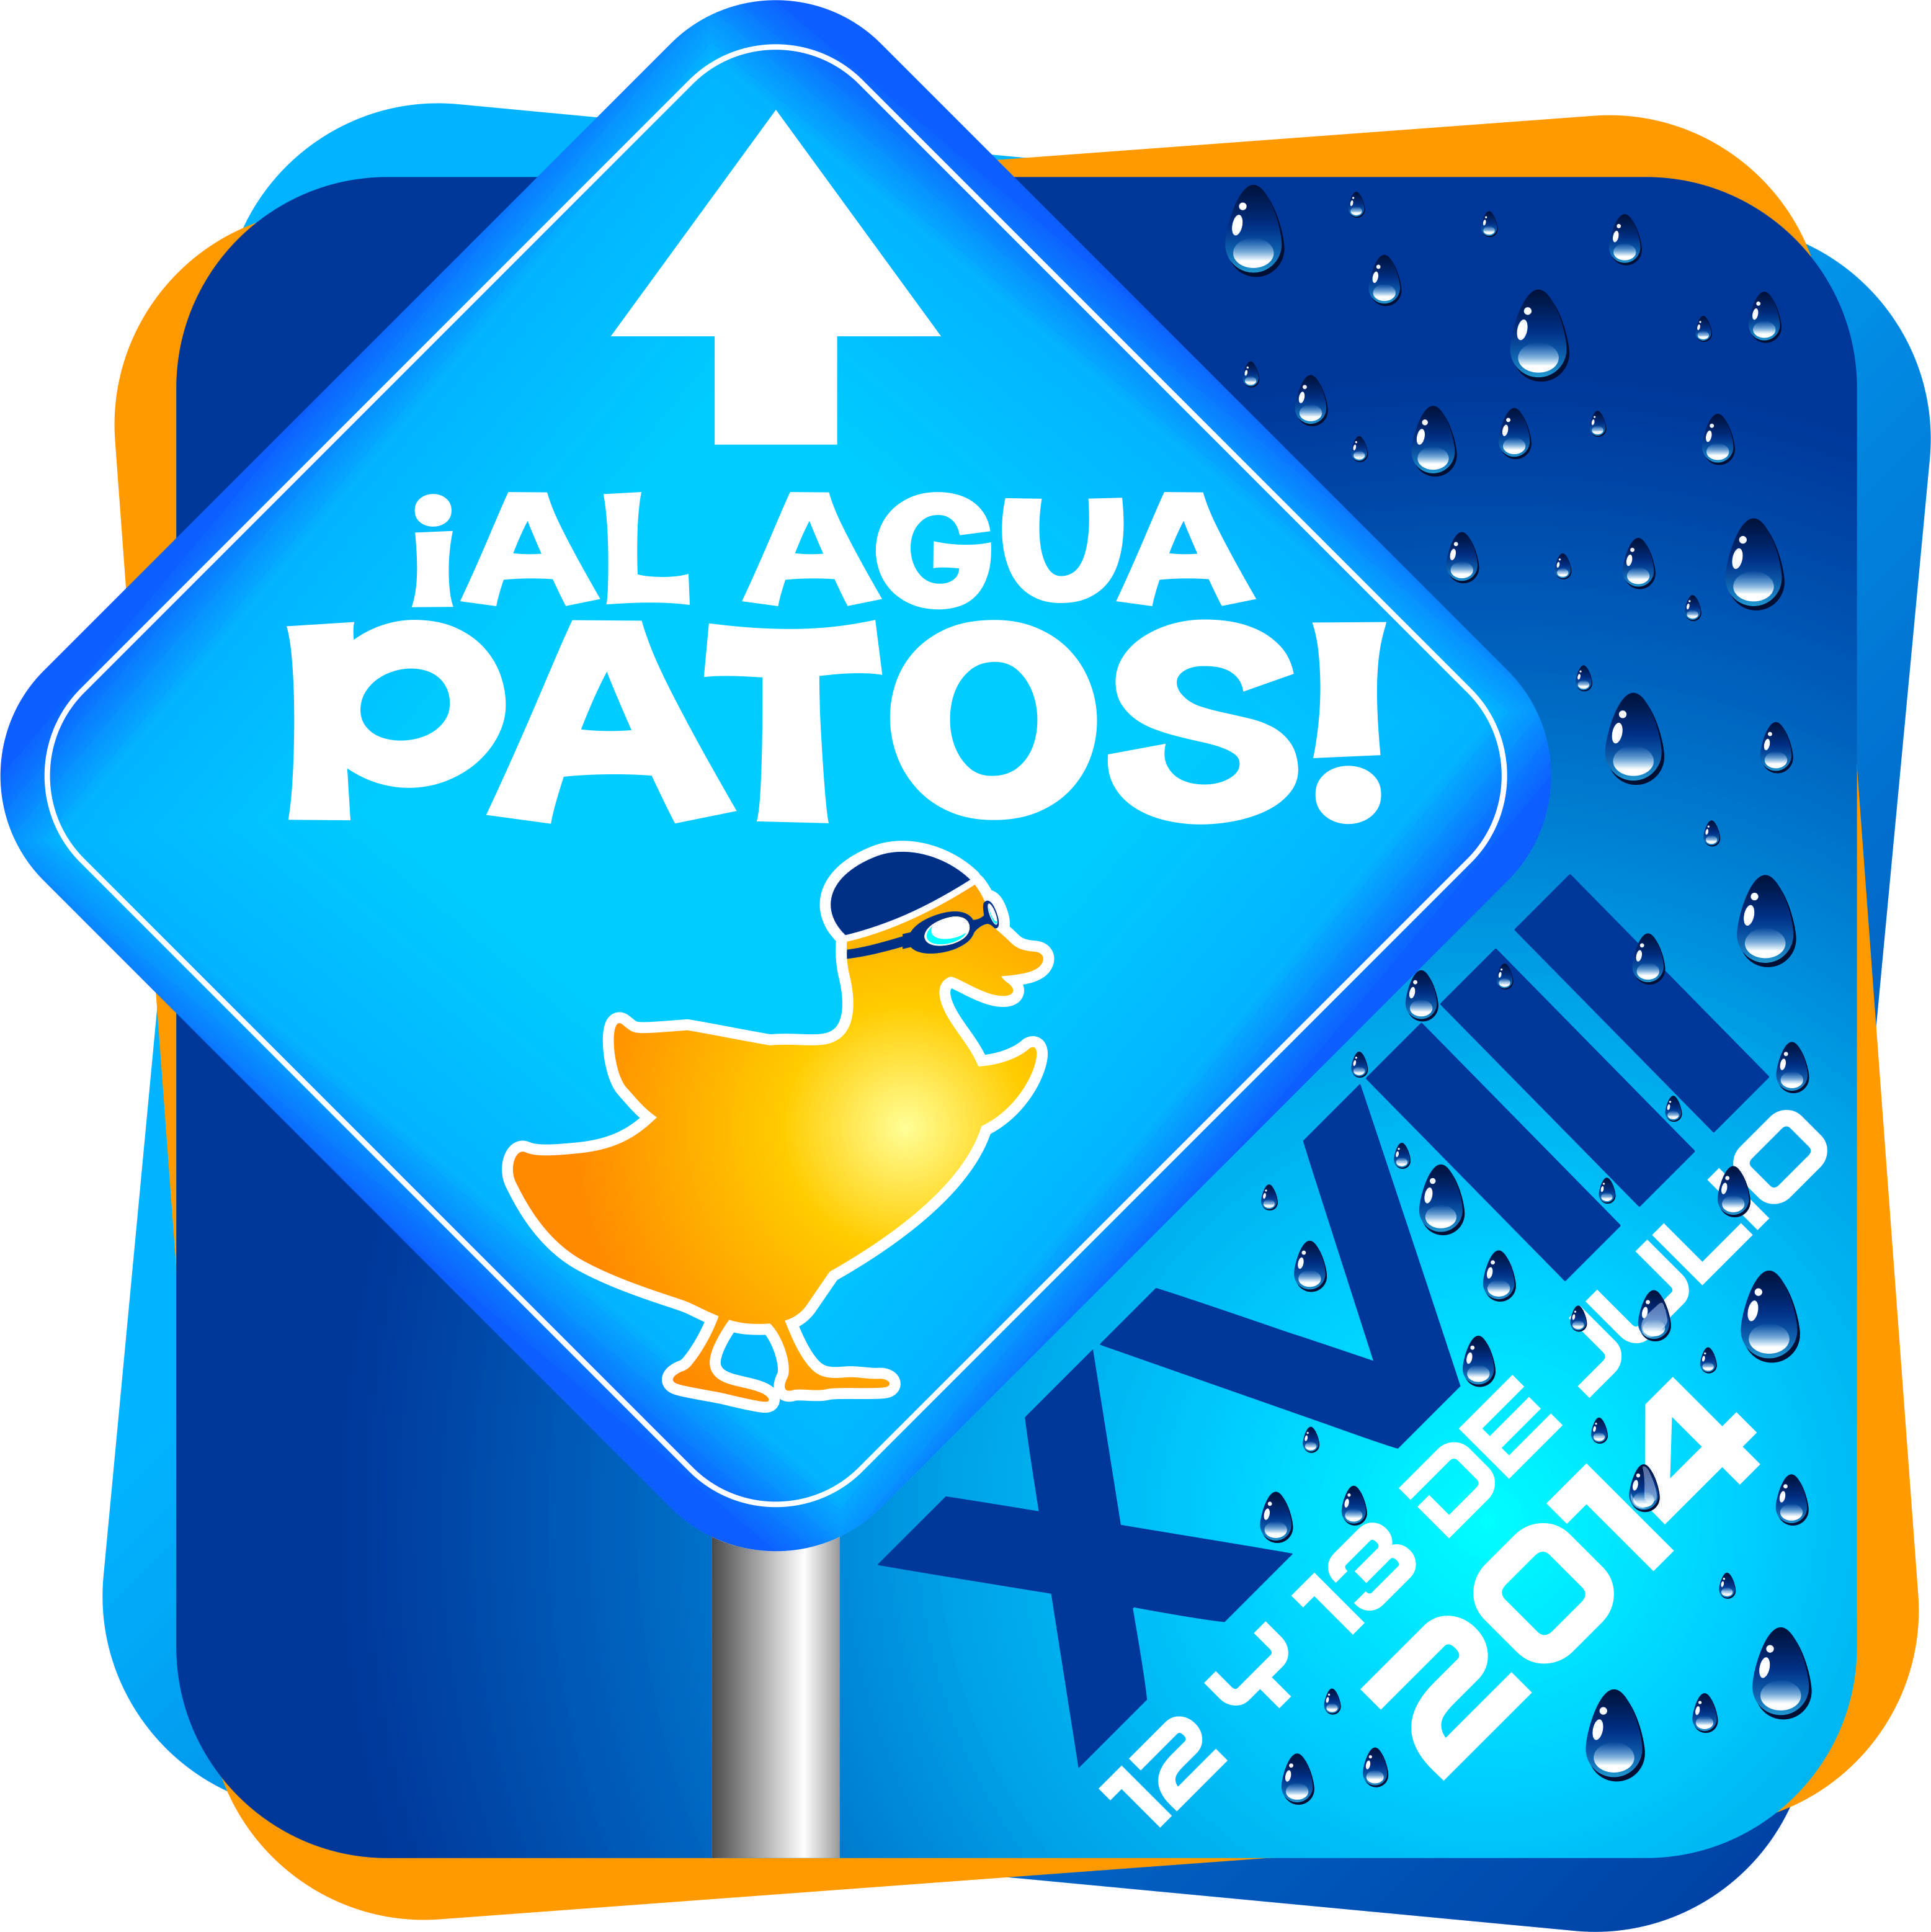 ¡AL AGUA
PATOS!
XVIII
12 Y 13 DE JULIO
2014